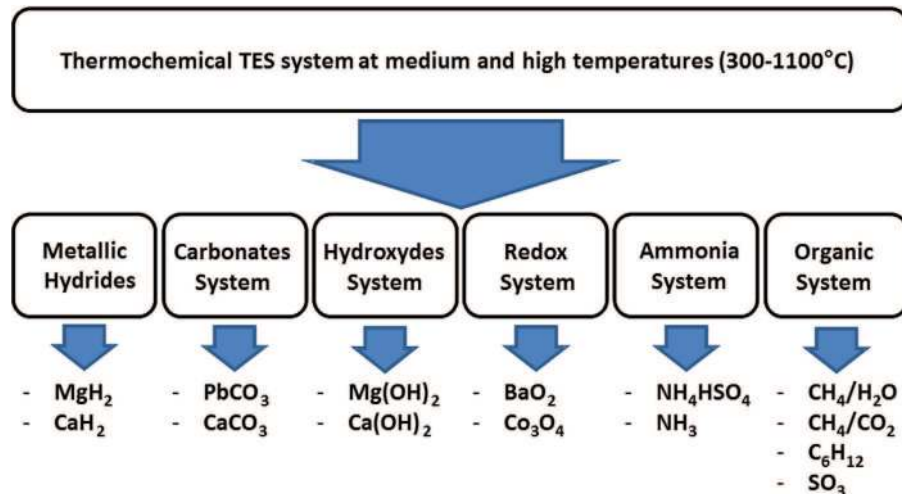 Thermochemical TES system at medium and high temperatures (300-1100°C)
Metallic
Hydrides
Carbonates
System
Hydroxydes
System
Redox
System
Ammonia
System
Organic
System
- MgH₂
- CaH₂
- PbCO₃
- CaCO₃
- Mg(OH)₂
- Ca(OH)₂
- BaO₂
- Co₃O₄
- NH₄HSO₄
- NH₃
- CH₄/H₂O
- CH₄/CO₂
- C₆H₁₂
- SO₃